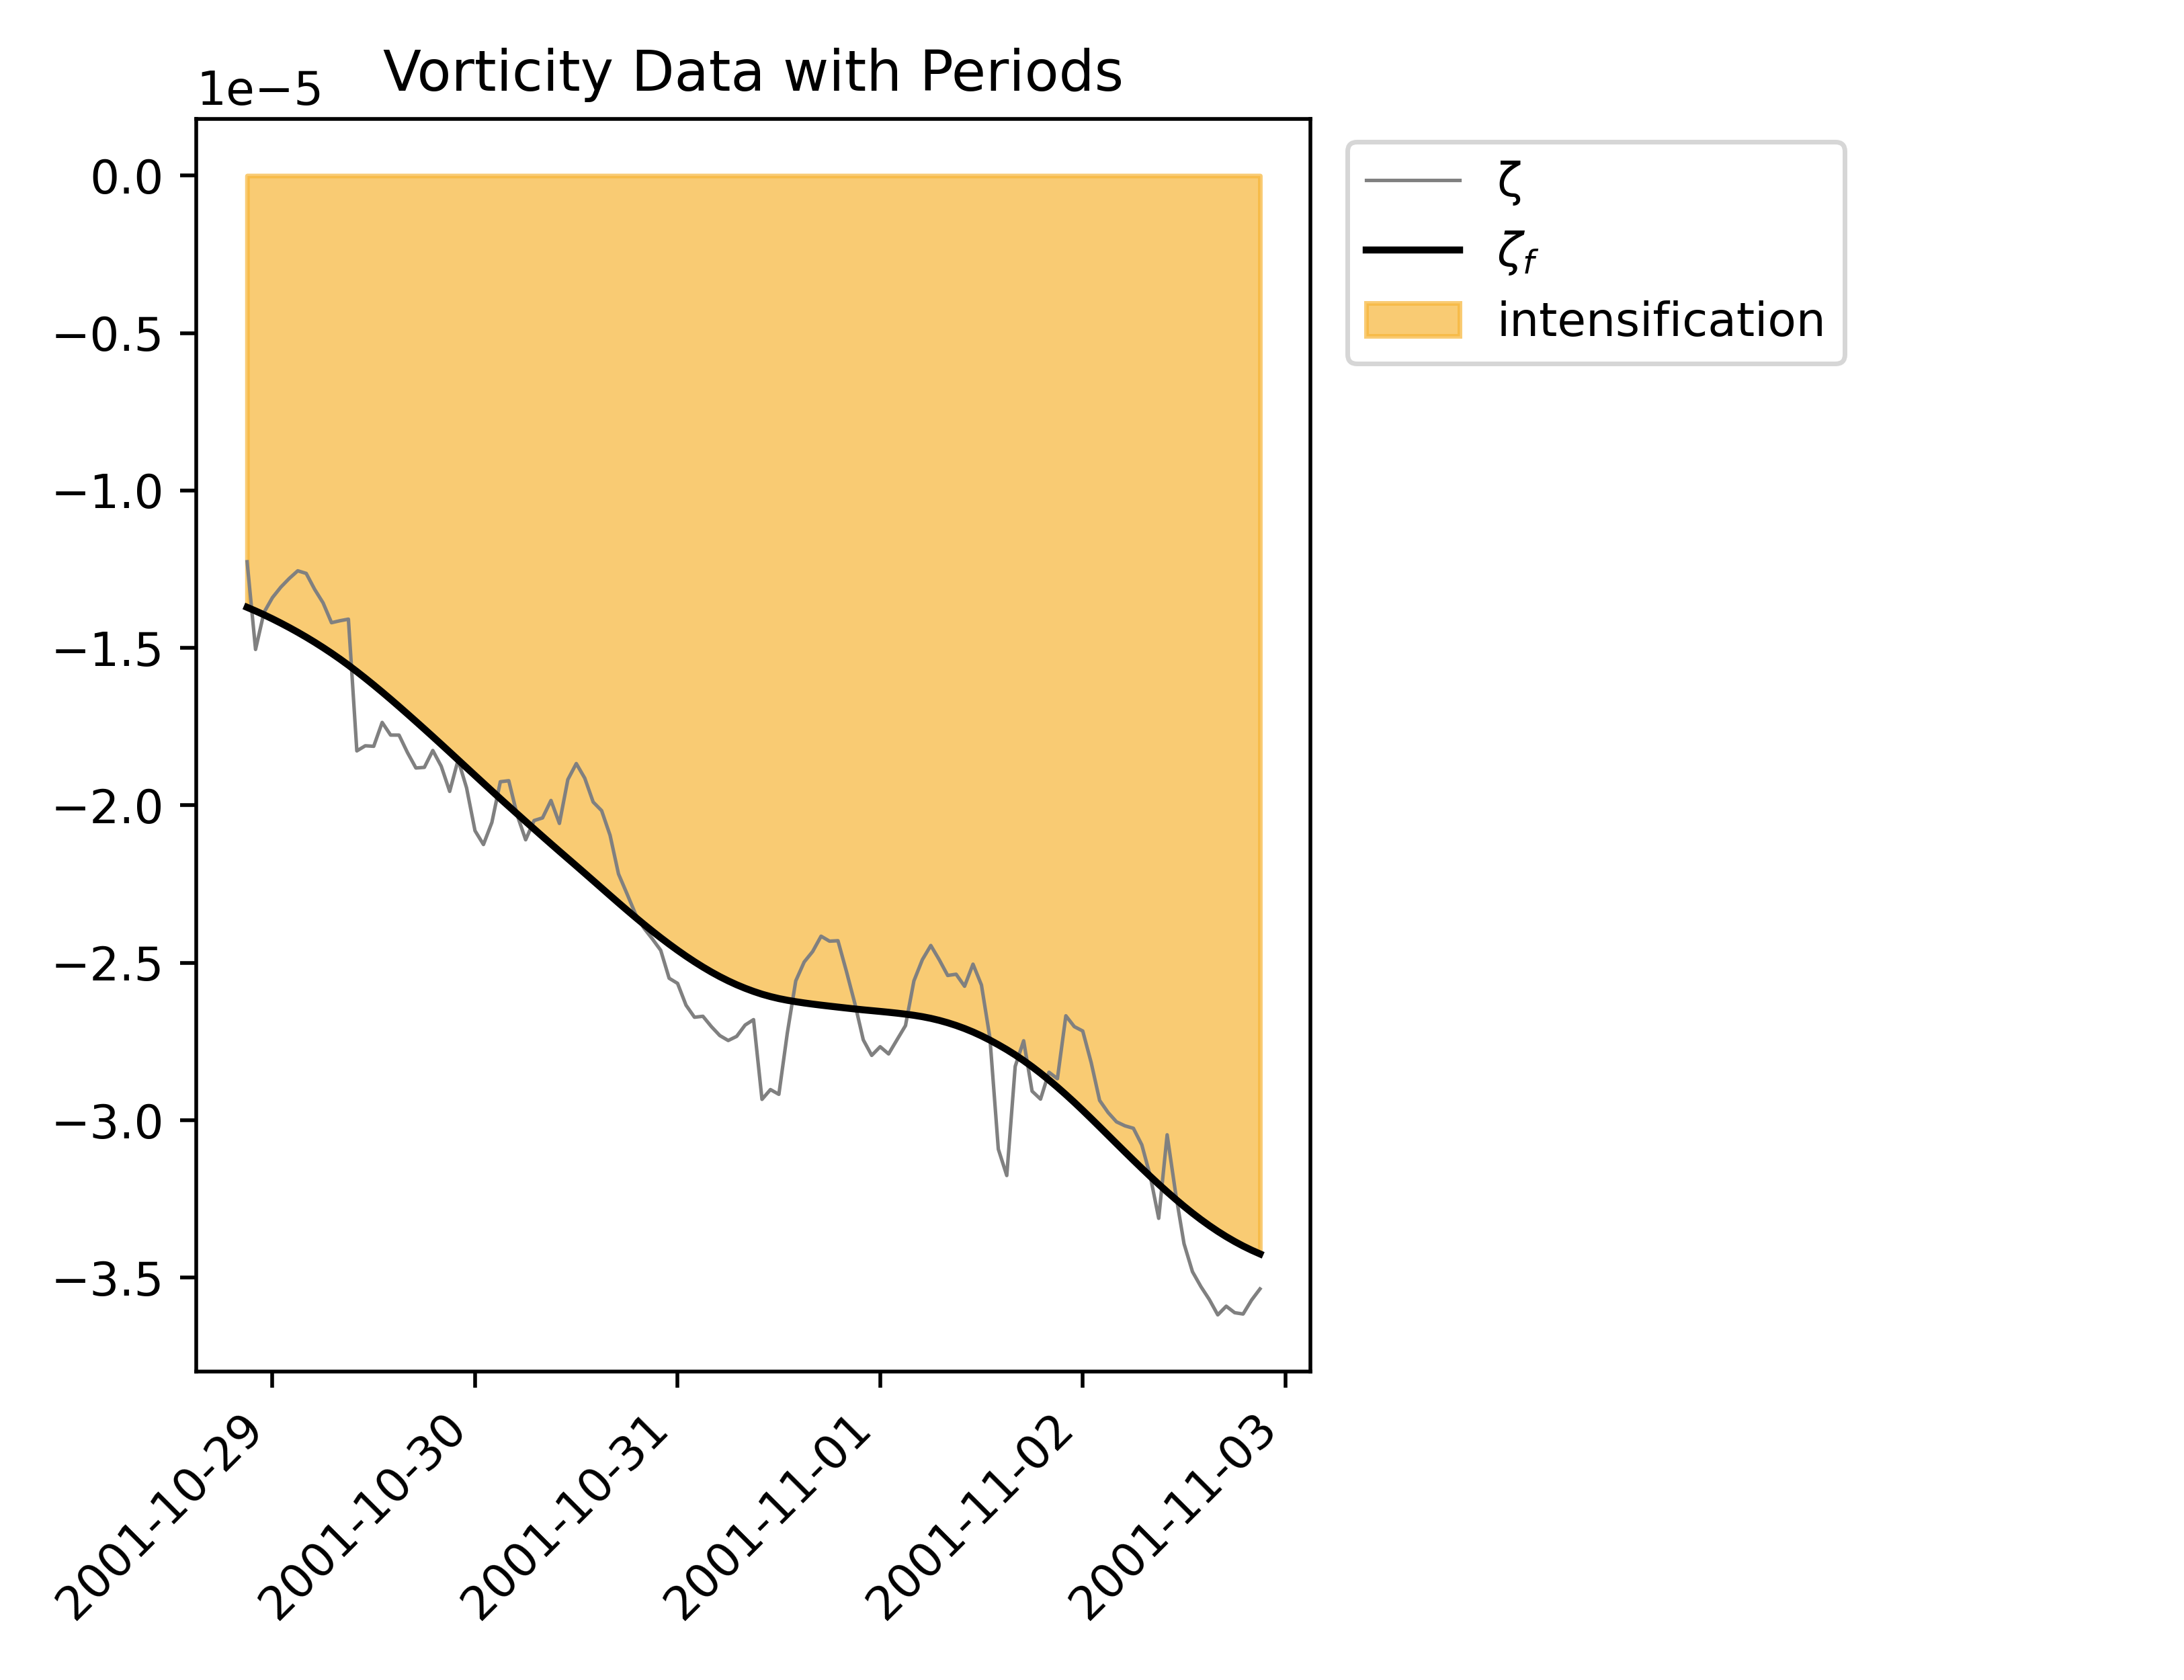 Vorticity Data with Periods
1e−5
0.0
−0.5
−1.0
−1.5
−2.0
−2.5
−3.0
−3.5
2001-10-29
2001-10-30
2001-10-31
2001-11-01
2001-11-02
2001-11-03
ζ
ζf
intensification